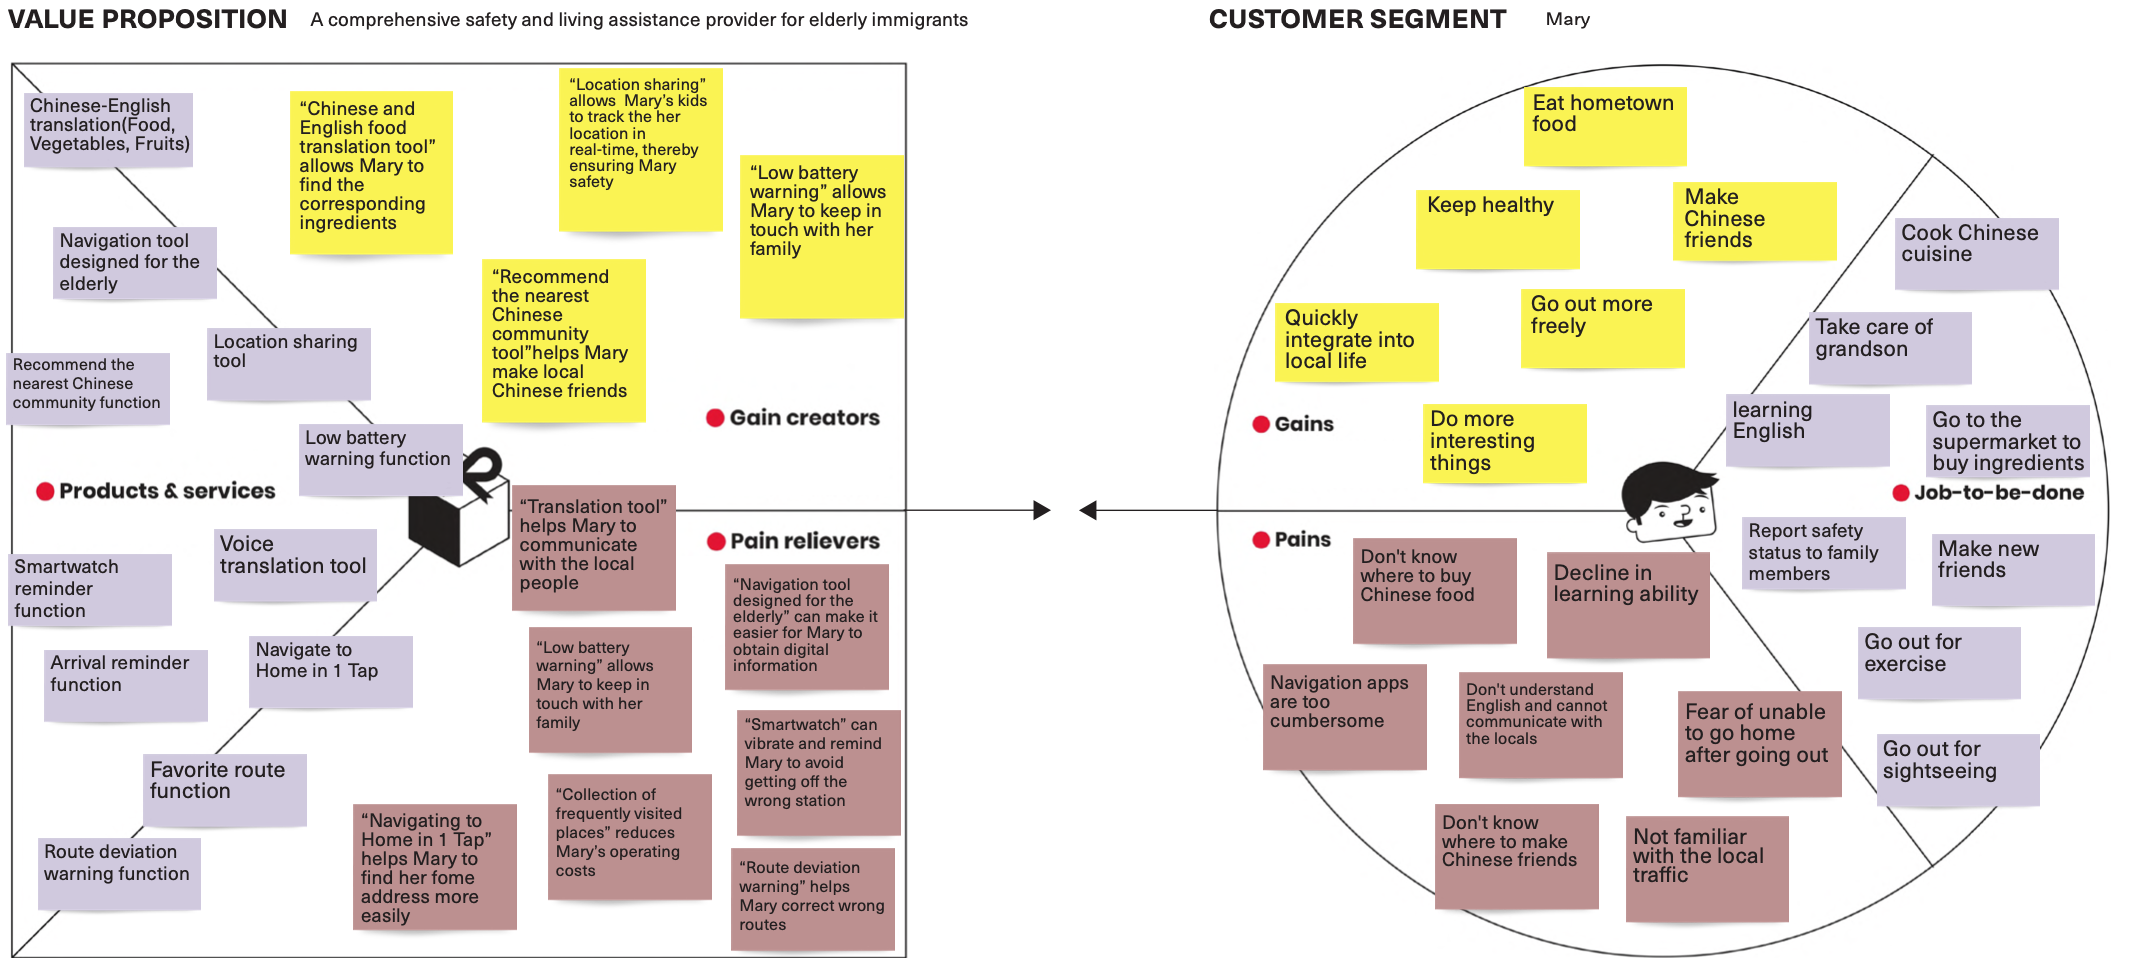 VALUE PROPOSITION A comprehensive safety and living assistance provider for elderly immigrants
Chinese-English
translation(Food,
Vegetables, Fruits)
Navigation tool
designed for the
elderly
Location sharing
tool
Recommend the
nearest Chinese
community function
Low battery
warning function
Products & services
Voice
translation tool
Smartwatch
reminder
function
Navigate to
Home in 1 Tap
Arrival reminder
function
Favorite route
function
Route deviation
warning function
“Chinese and
English food
translation tool”
allows Mary to
find the
corresponding
ingredients
“Location sharing”
allows Mary's kids
to track the her
location in
real-time, thereby
ensuring Mary
safety
“Low battery
warning” allows
Mary to keep in
touch with her
family
“Recommend
the nearest
Chinese
community
tool”helps Mary
make local
Chinese friends
Gain creators
Pain relievers
“Translation tool”
helps Mary to
communicate
with the local
people
“Navigation tool
designed for the
elderly” can make it
easier for Mary to
obtain digital
information
“Low battery
warning” allows
Mary to keep in
touch with her
family
“Smartwatch” can
vibrate and remind
Mary to avoid
getting off the
wrong station
“Collection of
frequently visited
places” reduces
Mary's operating
costs
“Navigating to
Home in 1 Tap”
helps Mary to
find her fome
address more
easily
“Route deviation
warning” helps
Mary correct wrong
routes
CUSTOMER SEGMENT Mary
Eat hometown
food
Keep healthy
Make
Chinese
friends
Quickly
integrate into
local life
Go out more
freely
Do more
interesting
things
Gains
Cook Chinese
cuisine
Take care of
grandson
learning
English
Go to the
supermarket to
buy ingredients
Job-to-be-done
Report safety
status to family
members
Make new
friends
Go out for
exercise
Go out for
sightseeing
Pains
Don't know
where to buy
Chinese food
Decline in
learning ability
Navigation apps
are too
cumbersome
Don't understand
English and cannot
communicate with
the locals
Fear of unable
to go home
after going out
Don't know
where to make
Chinese friends
Not familiar
with the local
traffic